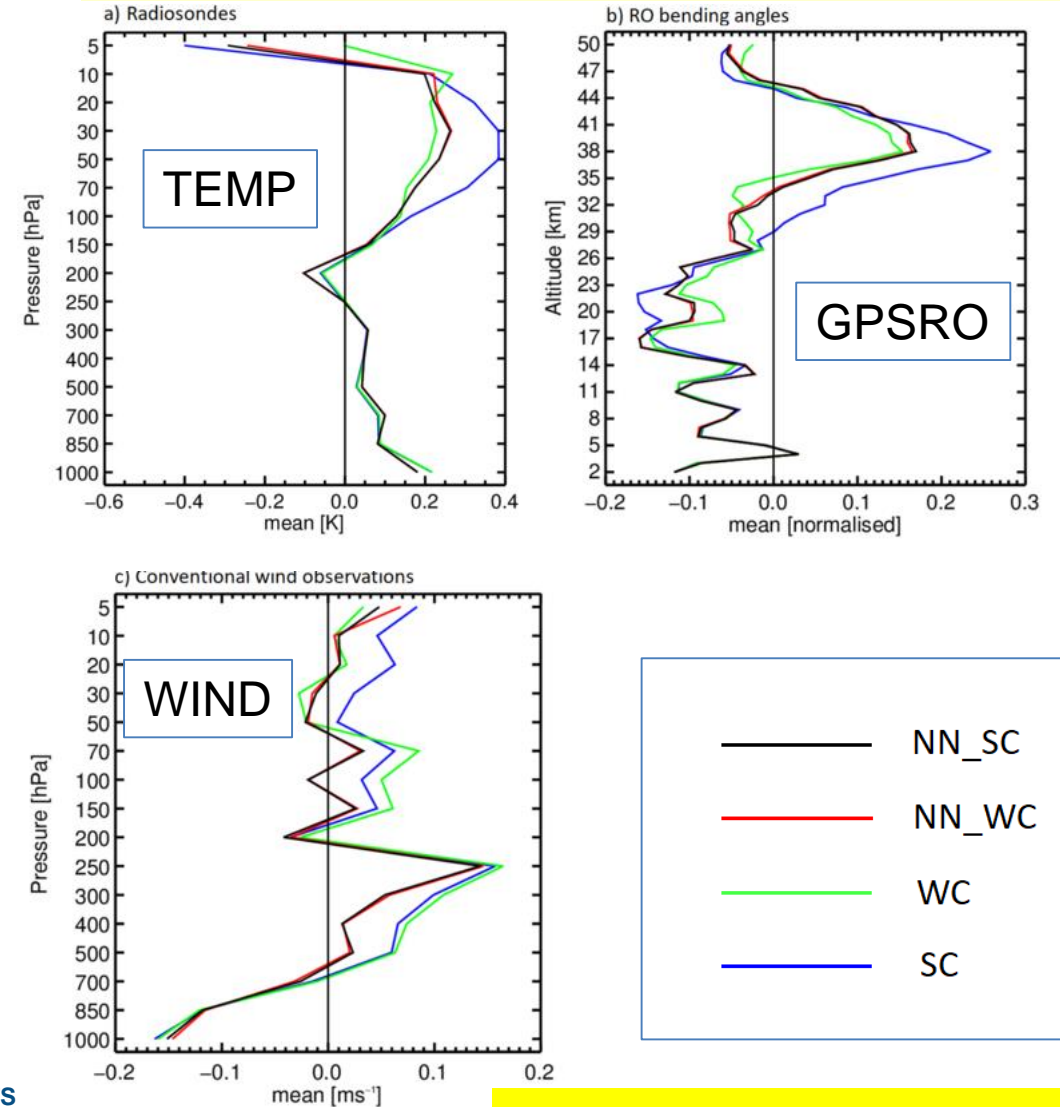 a) Radiosondes
5
10
20
30
50
70
100
150
200
250
300
400
500
700
850
1000
Pressure [hPa]
TEMP
−0.6 −0.4 −0.2 0.0 0.2 0.4
mean [K]
b) RO bending angles
50
47
44
41
38
35
32
29
26
23
20
17
14
11
8
5
2
Altitude [km]
GPSRO
−0.2 −0.1 0.0 0.1 0.2 0.3
mean [normalised]
c) Conventional wind observations
5
10
20
30
50
70
100
150
200
250
300
400
500
700
850
1000
Pressure [hPa]
WIND
−0.2 −0.1 0.0 0.1 0.2
mean [ms⁻¹]
NN_SC
NN_WC
WC
SC
S